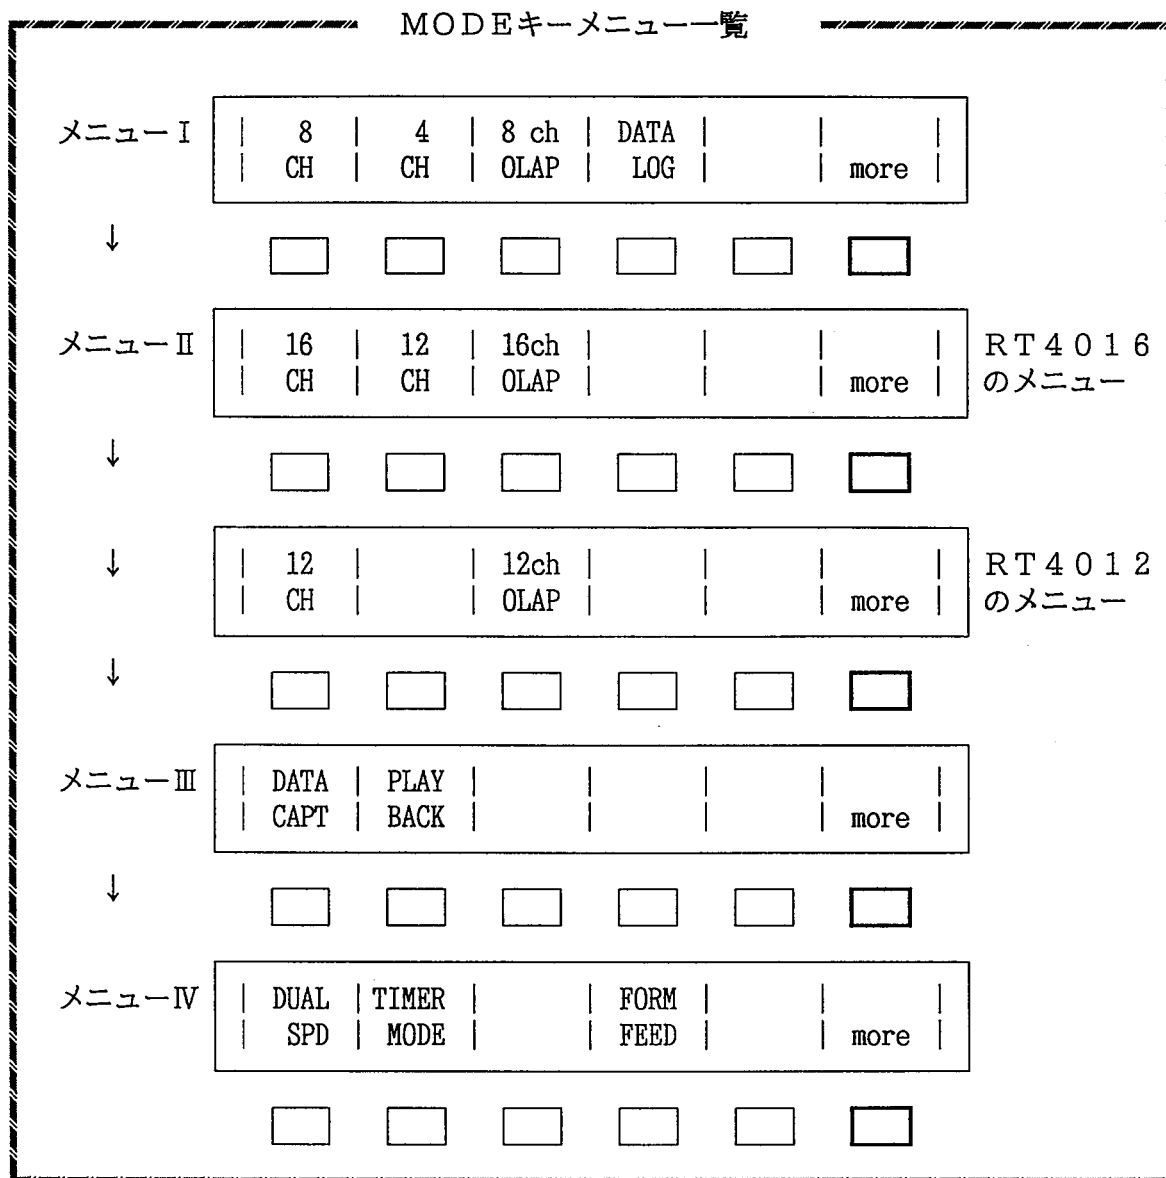 MODEキーメニュー一覧
メニューⅠ | 8 | 4 | 8 ch | DATA | | |
| CH | CH | OLAP | LOG | | more |
↓
メニューⅡ | 16 | 12 | 16ch | | | | RT4016
| CH | CH | OLAP | | | more | のメニュー
↓
↓ | 12 | | 12ch | | | | RT4012
| CH | | OLAP | | | more | のメニュー
↓
メニューⅢ | DATA | PLAY | | | | |
| CAPT | BACK | | | | more |
↓
メニューⅣ | DUAL | TIMER | | FORM | | |
| SPD | MODE | | FEED | | more |